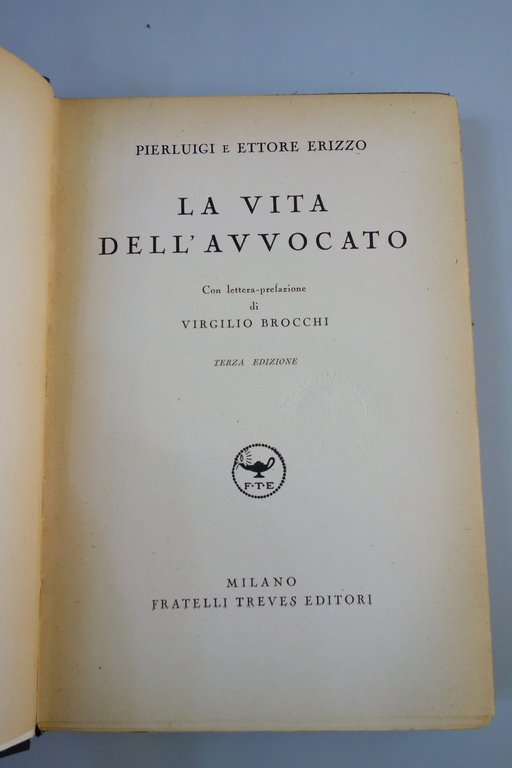 PIERLUIGI E ETTORE ERIZZO
LA VITA
DELL'AVVOCATO
Con lettera-prefazione
di
VIRGILIO BROCCHI
TERZA EDIZIONE
F·T·E
MILANO
FRATELLI TREVES EDITORI